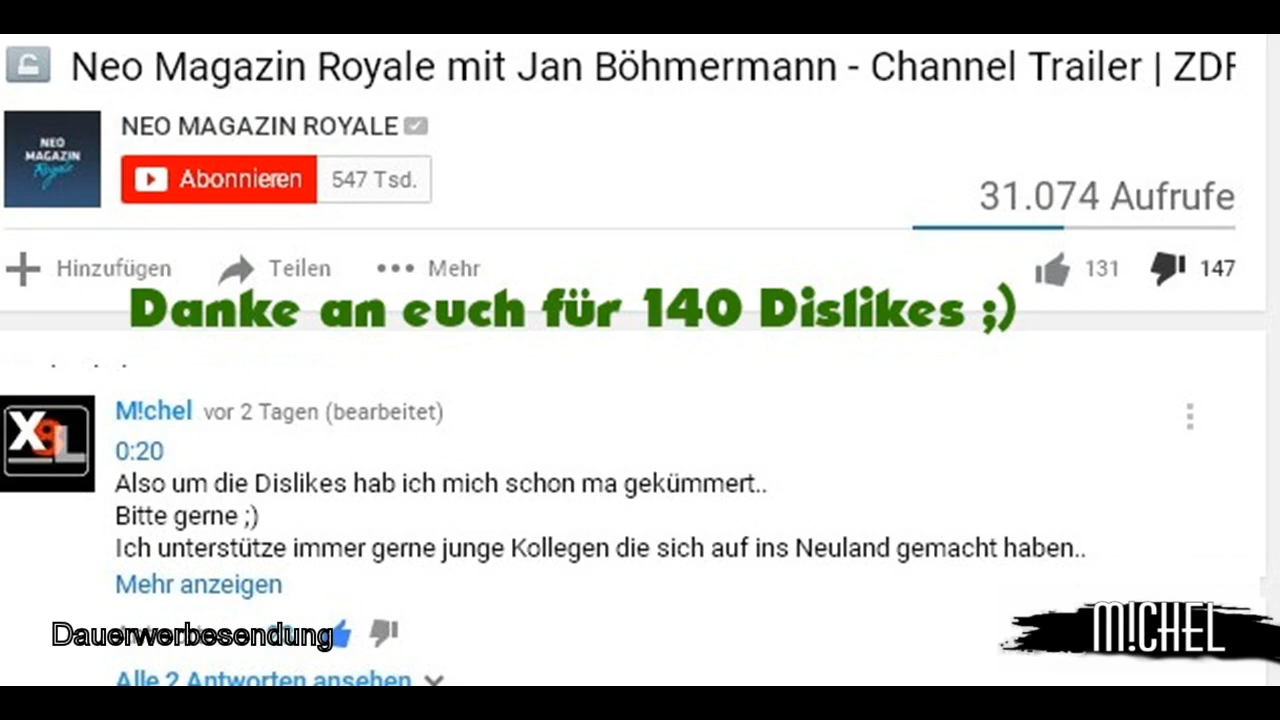 Neo Magazin Royale mit Jan Böhmermann - Channel Trailer | ZDF
NEO MAGAZIN Royale
NEO MAGAZIN ROYALE
Abonnieren 547 Tsd.
31.074 Aufrufe
Hinzufügen Teilen Mehr 131 147
Danke an euch für 140 Dislikes ;)
X9L
M!chel vor 2 Tagen (bearbeitet)
0:20
Also um die Dislikes hab ich mich schon ma gekümmert..
Bitte gerne ;)
Ich unterstütze immer gerne junge Kollegen die sich auf ins Neuland gemacht haben..
Mehr anzeigen
Dauerwerbesendung
M!CHEL
Alle 2 Antworten ansehen